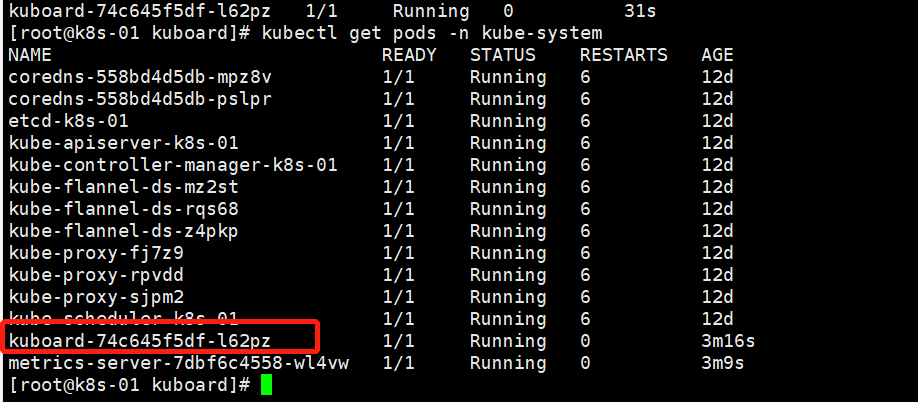 kuboard-74c645f5df-l62pz 1/1 Running 0 31s
[root@k8s-01 kuboard]# kubectl get pods -n kube-system
NAME READY STATUS RESTARTS AGE
coredns-558bd4d5db-mpz8v 1/1 Running 6 12d
coredns-558bd4d5db-pslpr 1/1 Running 6 12d
etcd-k8s-01 1/1 Running 6 12d
kube-apiserver-k8s-01 1/1 Running 6 12d
kube-controller-manager-k8s-01 1/1 Running 6 12d
kube-flannel-ds-mz2st 1/1 Running 6 12d
kube-flannel-ds-rqs68 1/1 Running 6 12d
kube-flannel-ds-z4pkp 1/1 Running 6 12d
kube-proxy-fj7z9 1/1 Running 6 12d
kube-proxy-rpvdd 1/1 Running 6 12d
kube-proxy-sjpm2 1/1 Running 6 12d
kube-scheduler-k8s-01 1/1 Running 6 12d
kuboard-74c645f5df-l62pz 1/1 Running 0 3m16s
metrics-server-7dbf6c4558-wl4vw 1/1 Running 0 3m9s
[root@k8s-01 kuboard]#